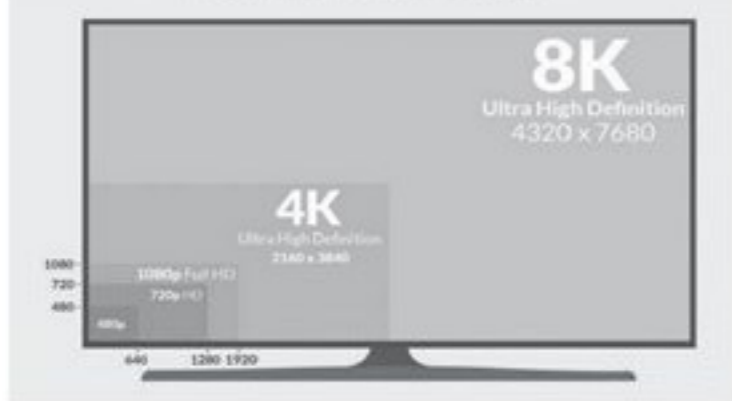 8K
Ultra High Definition
4320 x 7680
4K
Ultra High Definition
2160 x 3840
1080
1080p Full HD
720
720p HD
480
480p
640
1280 1920